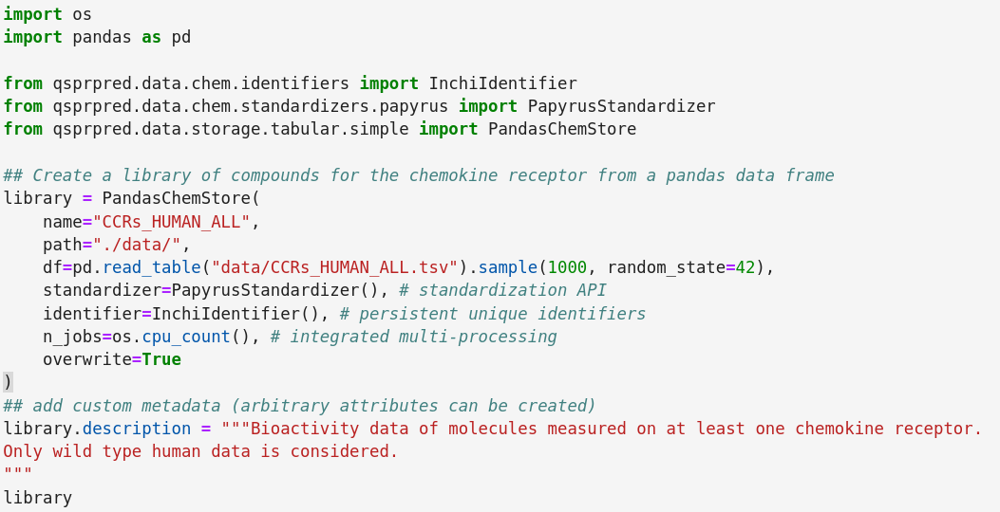 import os
import pandas as pd

from qsprpred.data.chem.identifiers import InchiIdentifier
from qsprpred.data.chem.standardizers.papyrus import PapyrusStandardizer
from qsprpred.data.storage.tabular.simple import PandasChemStore

## Create a library of compounds for the chemokine receptor from a pandas data frame
library = PandasChemStore(
    name="CCRs_HUMAN_ALL",
    path="./data/",
    df=pd.read_table("data/CCRs_HUMAN_ALL.tsv").sample(1000, random_state=42),
    standardizer=PapyrusStandardizer(), # standardization API
    identifier=InchiIdentifier(), # persistent unique identifiers
    n_jobs=os.cpu_count(), # integrated multi-processing
    overwrite=True
)
## add custom metadata (arbitrary attributes can be created)
library.description = """Bioactivity data of molecules measured on at least one chemokine receptor.
Only wild type human data is considered.
"""
library